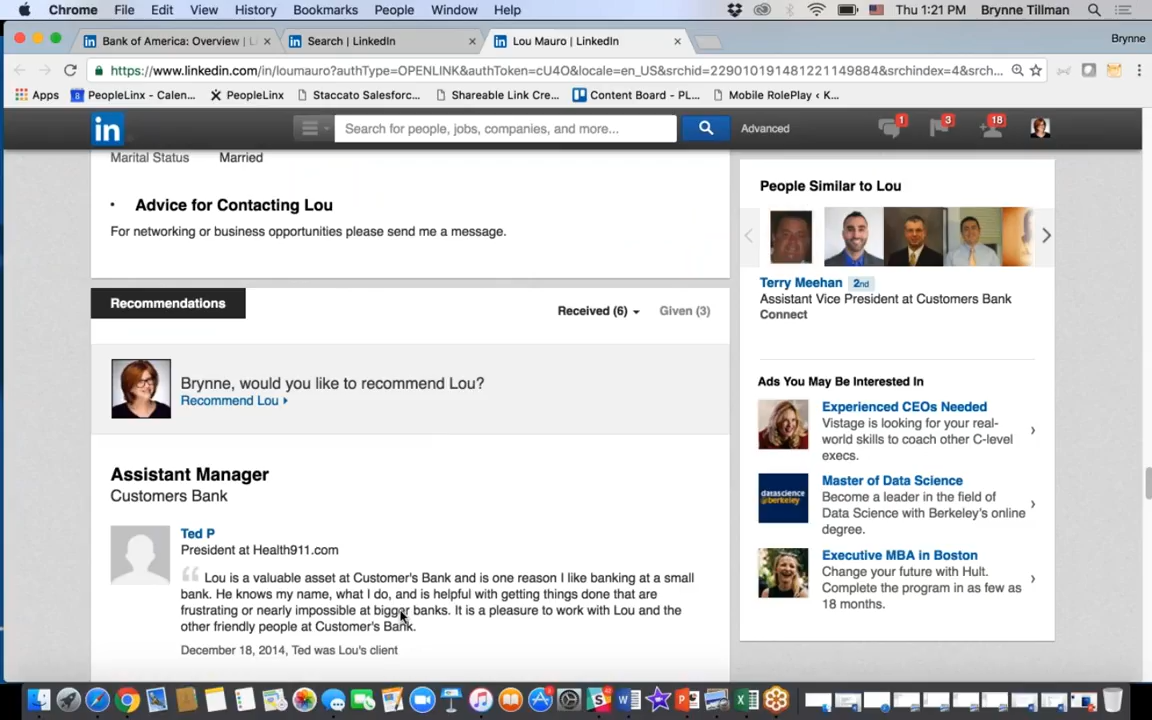 Chrome File Edit View History Bookmarks People Window Help Thu 1:21 PM Brynne Tillman
Bank of America: Overview | L
Search | LinkedIn
Lou Mauro | LinkedIn
Brynne
https://www.linkedin.com/in/loumauro?authType=OPENLINK&authToken=cU4O&locale=en_US&srchid=2290101914812211498​84&srchindex=4&srch...
Apps PeopleLinx - Calen... PeopleLinx Staccato Salesforc... Shareable Link Cre... Content Board - PL... Mobile RolePlay ‹ K...
in
Search for people, jobs, companies, and more...
Advanced
1
3
18
Marital Status Married
• Advice for Contacting Lou
For networking or business opportunities please send me a message.
Recommendations
Received (6)
Given (3)
Brynne, would you like to recommend Lou?
Recommend Lou
Assistant Manager
Customers Bank
Ted P
President at Health911.com
“ Lou is a valuable asset at Customer's Bank and is one reason I like banking at a small
bank. He knows my name, what I do, and is helpful with getting things done that are
frustrating or nearly impossible at bigger banks. It is a pleasure to work with Lou and the
other friendly people at Customer's Bank.
December 18, 2014, Ted was Lou's client
People Similar to Lou
Terry Meehan 2nd
Assistant Vice President at Customers Bank
Connect
Ads You May Be Interested In
Experienced CEOs Needed
Vistage is looking for your real-
world skills to coach other C-level
execs.
datascience
@berkeley
Master of Data Science
Become a leader in the field of
Data Science with Berkeley's online
degree.
Executive MBA in Boston
Change your future with Hult.
Complete the program in as few as
18 months.